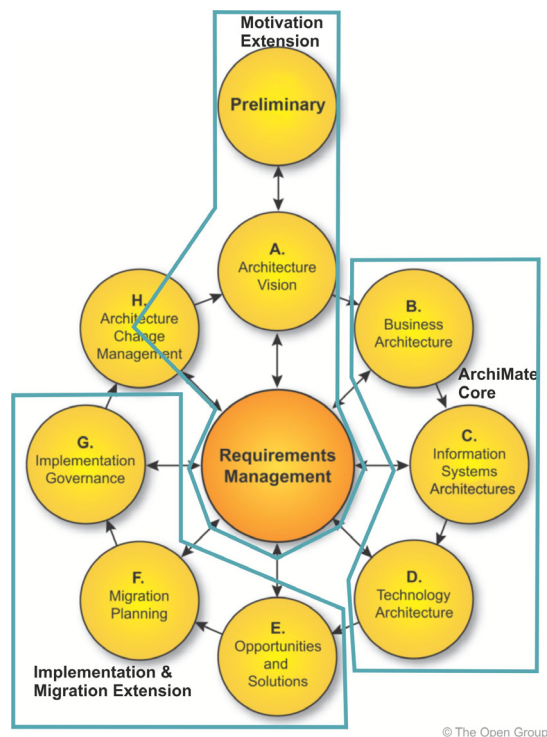 Motivation
Extension
Preliminary
A.
Architecture
Vision
H.
Architecture
Change
Management
B.
Business
Architecture
ArchiMate
Core
G.
Implementation
Governance
Requirements
Management
C.
Information
Systems
Architectures
F.
Migration
Planning
D.
Technology
Architecture
E.
Opportunities
and
Solutions
Implementation &
Migration Extension
© The Open Group